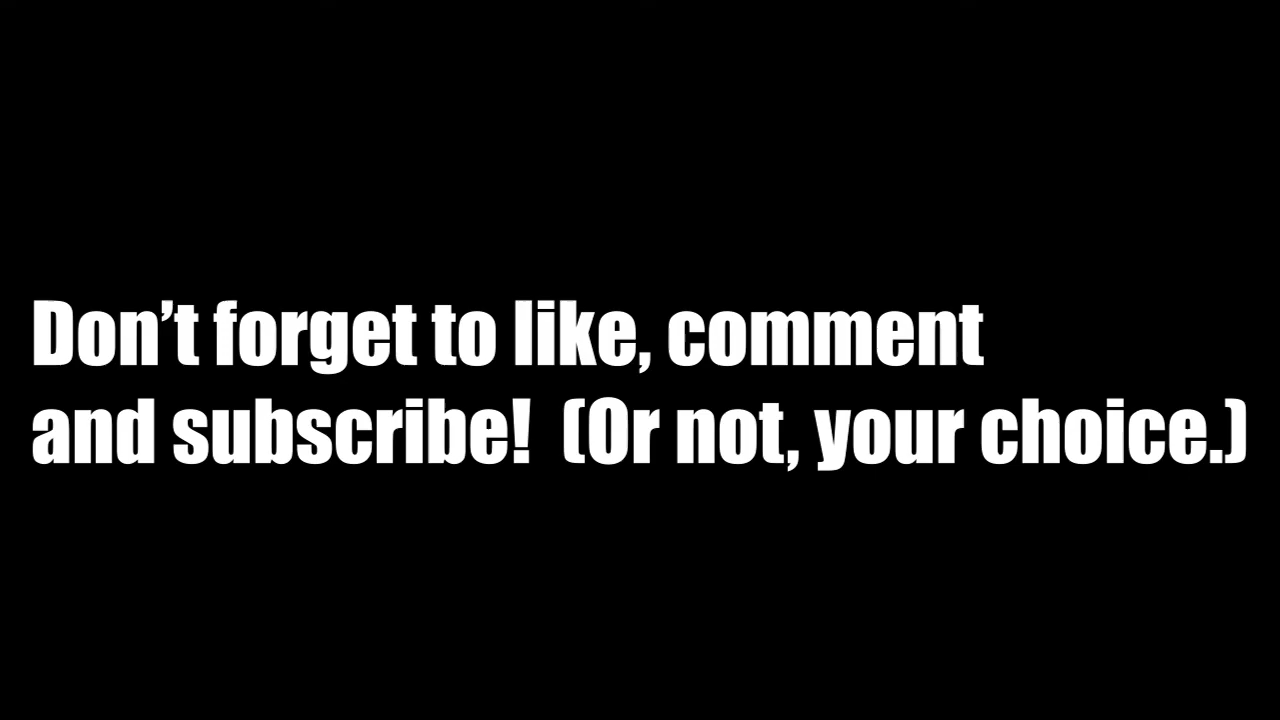 Don’t forget to like, comment
and subscribe!  (Or not, your choice.)